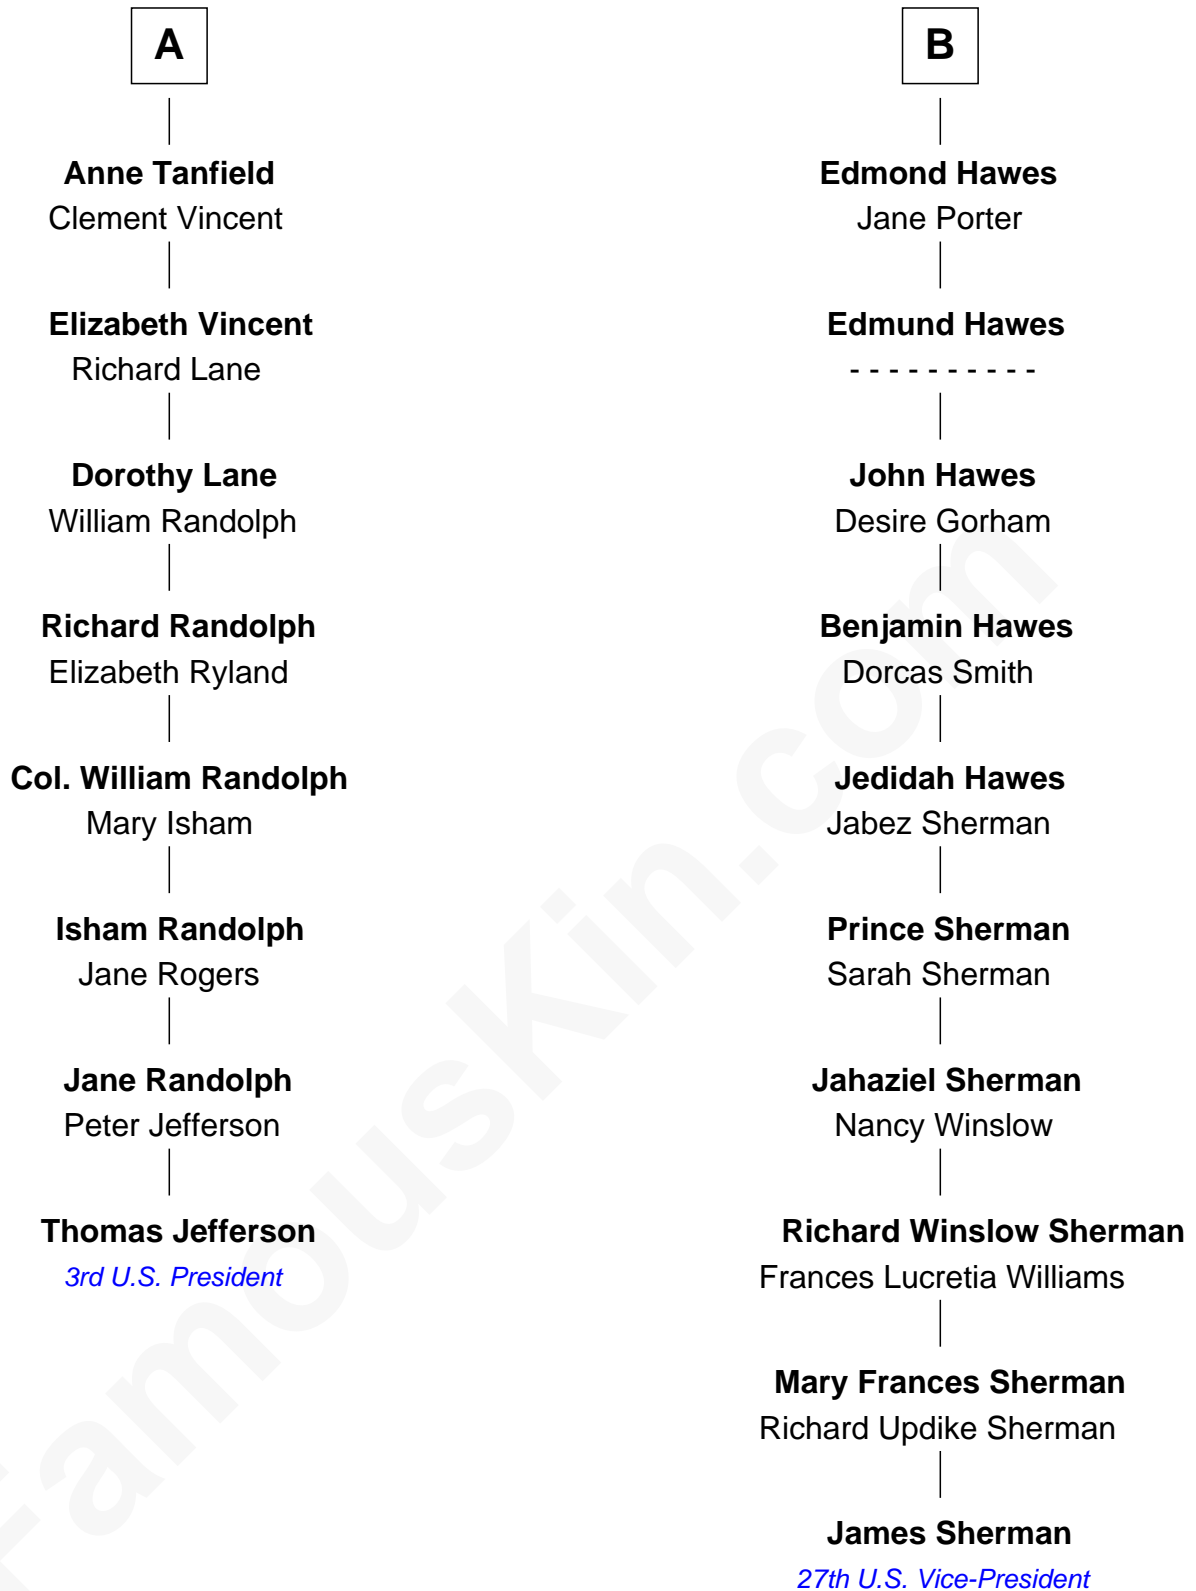 A
Anne Tanfield
Clement Vincent
Elizabeth Vincent
Richard Lane
Dorothy Lane
William Randolph
Richard Randolph
Elizabeth Ryland
Col. William Randolph
Mary Isham
Isham Randolph
Jane Rogers
Jane Randolph
Peter Jefferson
Thomas Jefferson
3rd U.S. President
B
Edmond Hawes
Jane Porter
Edmund Hawes
- - - - - - - - - -
John Hawes
Desire Gorham
Benjamin Hawes
Dorcas Smith
Jedidah Hawes
Jabez Sherman
Prince Sherman
Sarah Sherman
Jahaziel Sherman
Nancy Winslow
Richard Winslow Sherman
Frances Lucretia Williams
Mary Frances Sherman
Richard Updike Sherman
James Sherman
27th U.S. Vice-President
FamousKin.com